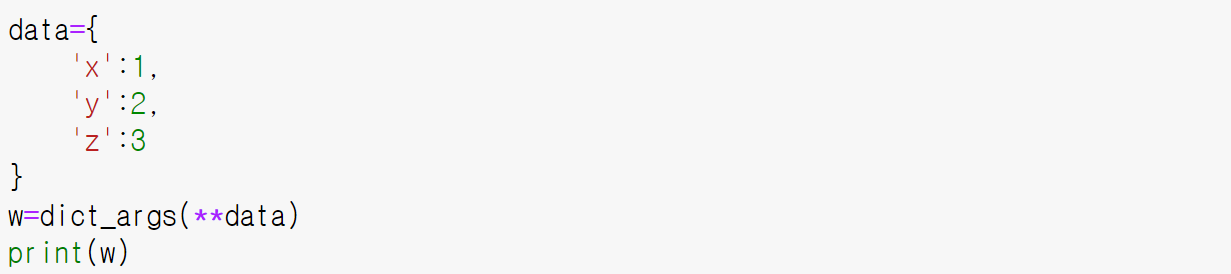 data={
    'x':1,
    'y':2,
    'z':3
}
w=dict_args(**data)
print(w)